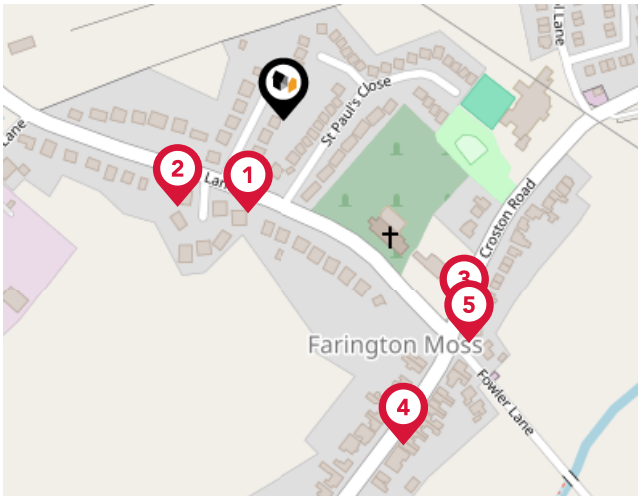 Lane
St Paul's Close
Lane
2
1
Croston Road
3
5
Farington Moss
4
Fowler Lane